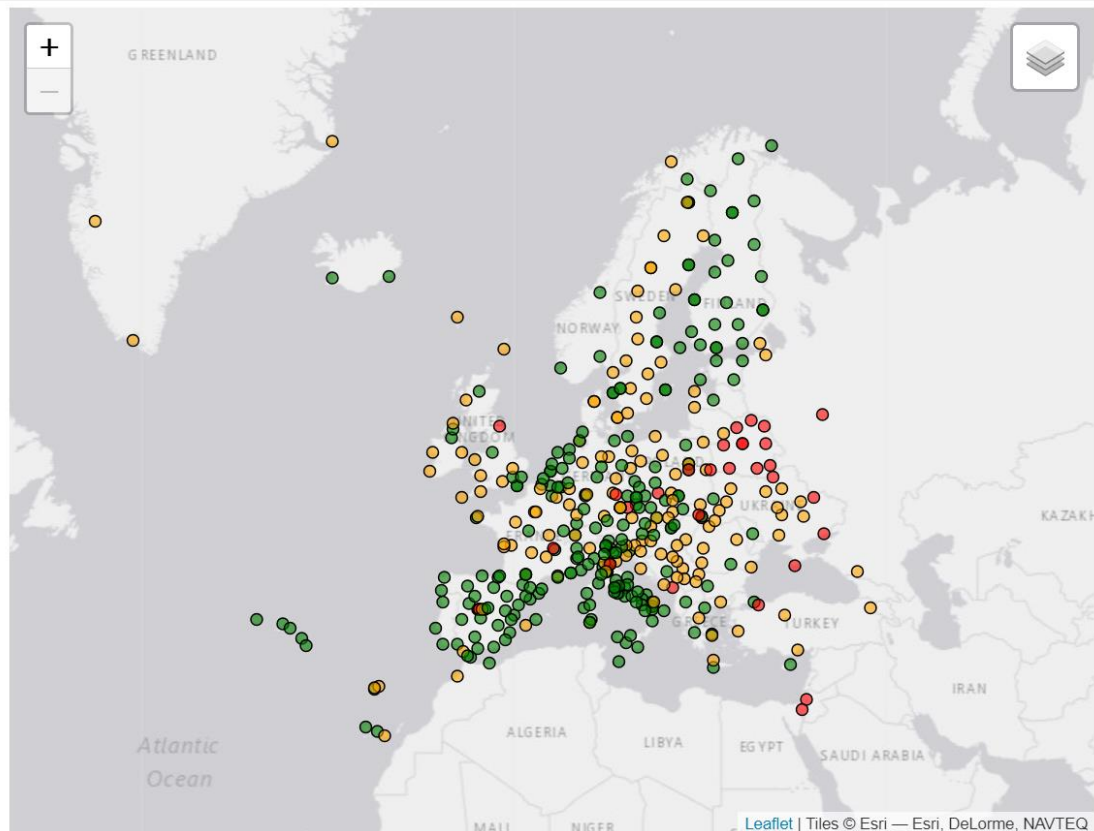 +
GREENLAND
−
SWEDEN
FINLAND
NORWAY
UNITED
KINGDOM
UKRAINE
KAZAKH
FRANCE
GREECE
TURKEY
IRAN
ALGERIA
LIBYA
EGYPT
SAUDI ARABIA
Atlantic
Ocean
MALI
NIGER
Leaflet | Tiles © Esri — Esri, DeLorme, NAVTEQ